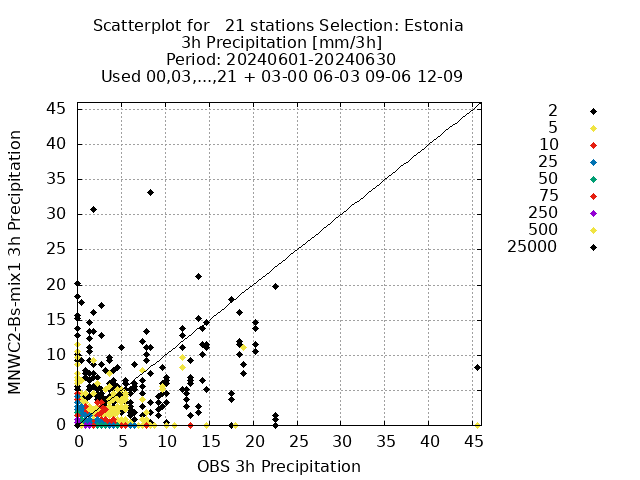 Scatterplot for   21 stations Selection: Estonia
3h Precipitation [mm/3h]
Period: 20240601-20240630
Used 00,03,...,21 + 03-00 06-03 09-06 12-09
MNWC2-Bs-mix1 3h Precipitation
45
40
35
30
25
20
15
10
5
0
0 5 10 15 20 25 30 35 40 45
OBS 3h Precipitation
2
5
10
25
50
75
250
500
25000